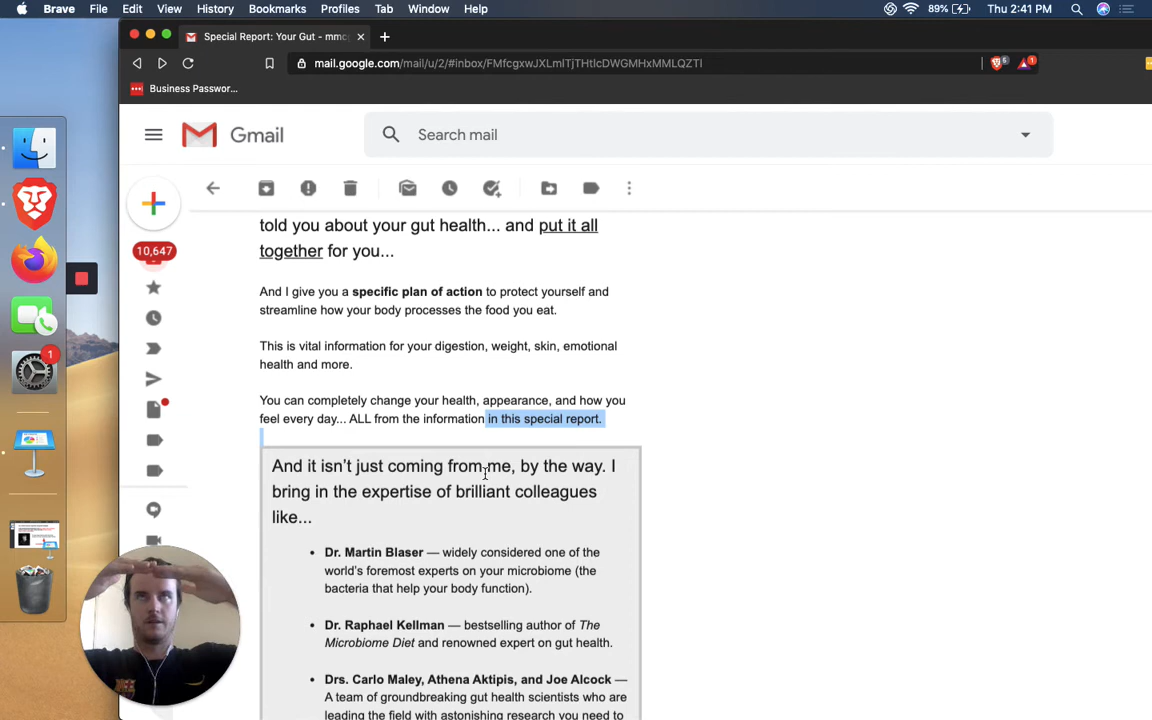 Brave File Edit View History Bookmarks Profiles Tab Window Help 89% Thu 2:41 PM
Special Report: Your Gut - mmc
mail.google.com/mail/u/2/#inbox/FMfcgxwJXLmlTjTHtlcDWGMHxMMLQZTl 5 1
Business Passwor...
Gmail
Search mail
10,647
told you about your gut health... and put it all
together for you...
And I give you a specific plan of action to protect yourself and
streamline how your body processes the food you eat.
This is vital information for your digestion, weight, skin, emotional
health and more.
You can completely change your health, appearance, and how you
feel every day... ALL from the information in this special report.
And it isn't just coming from me, by the way. I
bring in the expertise of brilliant colleagues
like...
• Dr. Martin Blaser — widely considered one of the
world's foremost experts on your microbiome (the
bacteria that help your body function).
• Dr. Raphael Kellman — bestselling author of The
Microbiome Diet and renowned expert on gut health.
• Drs. Carlo Maley, Athena Aktipis, and Joe Alcock —
A team of groundbreaking gut health scientists who are
leading the field with astonishing research you need to
1